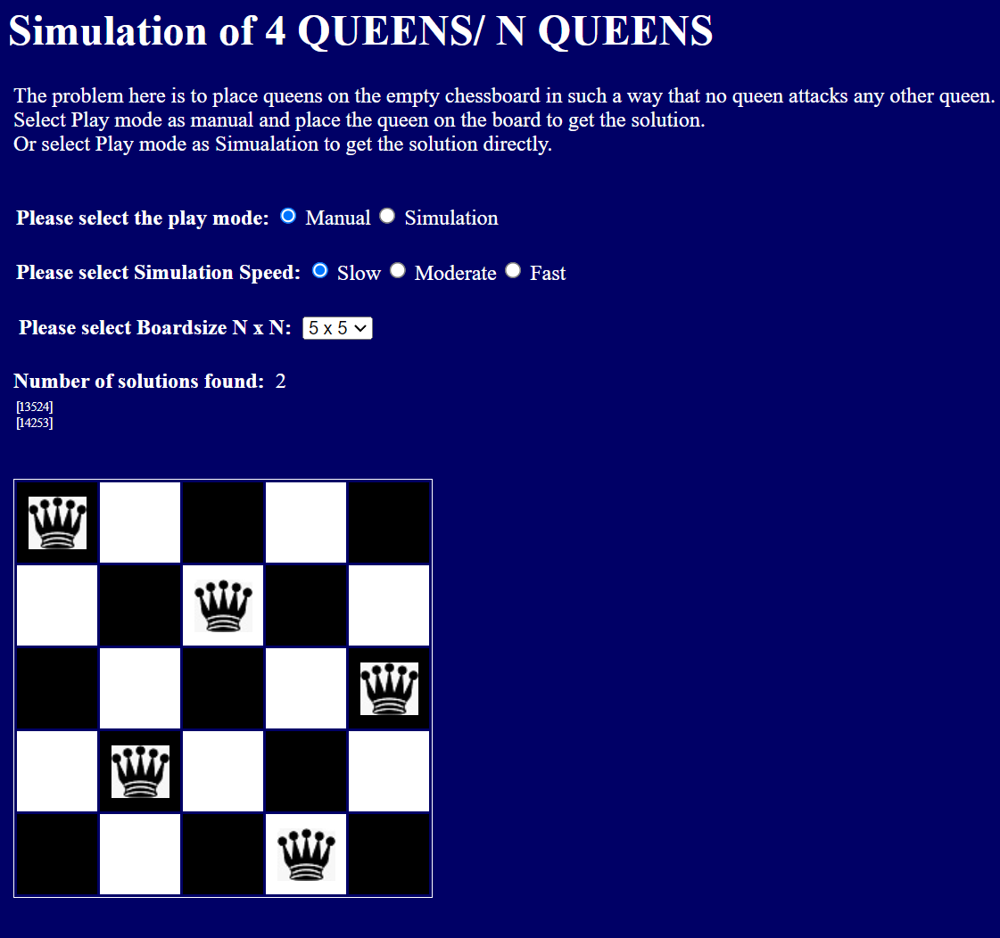 Simulation of 4 QUEENS/ N QUEENS
The problem here is to place queens on the empty chessboard in such a way that no queen attacks any other queen.
Select Play mode as manual and place the queen on the board to get the solution.
Or select Play mode as Simualation to get the solution directly.
Please select the play mode: Manual Simulation
Please select Simulation Speed: Slow Moderate Fast
Please select Boardsize N x N: 5 x 5
Number of solutions found: 2
[13524]
[14253]